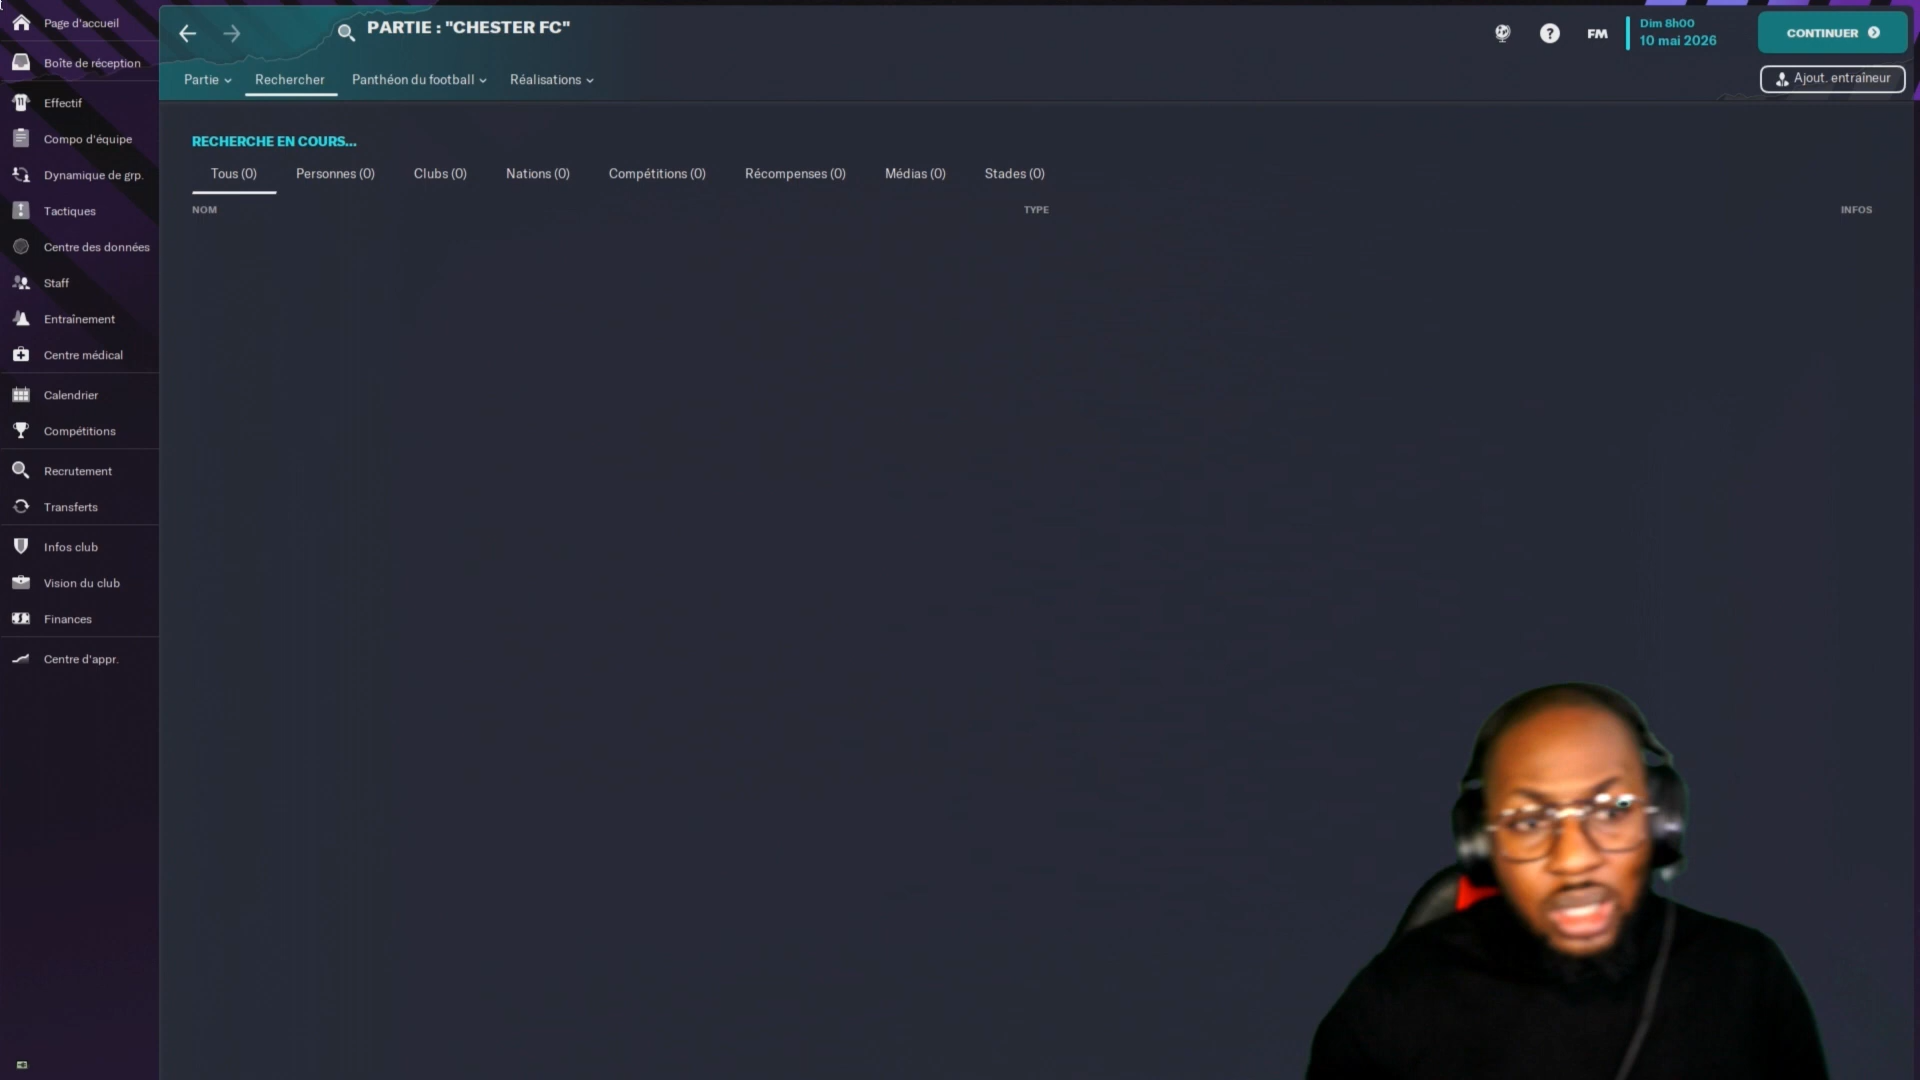 Page d'accueil
Boîte de réception
Effectif
Compo d'équipe
Dynamique de grp.
Tactiques
Centre des données
Staff
Entraînement
Centre médical
Calendrier
Compétitions
Recrutement
Transferts
Infos club
Vision du club
Finances
Centre d'appr.
PARTIE : "CHESTER FC"
FM
Dim 8h00
10 mai 2026
CONTINUER
Partie
Rechercher
Panthéon du football
Réalisations
Ajout. entraîneur
RECHERCHE EN COURS...
Tous (0)
Personnes (0)
Clubs (0)
Nations (0)
Compétitions (0)
Récompenses (0)
Médias (0)
Stades (0)
NOM
TYPE
INFOS